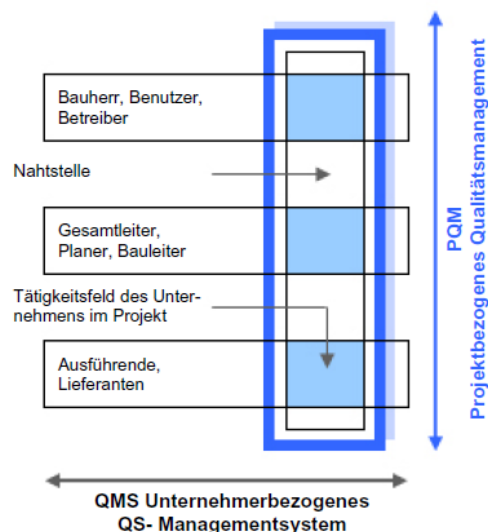 Bauherr, Benutzer,
Betreiber
Nahtstelle
Gesamtleiter,
Planer, Bauleiter
Tätigkeitsfeld des Unter-
nehmens im Projekt
Ausführende,
Lieferanten
QMS Unternehmerbezogenes
QS- Managementsystem
PQM
Projektbezogenes Qualitätsmanagement